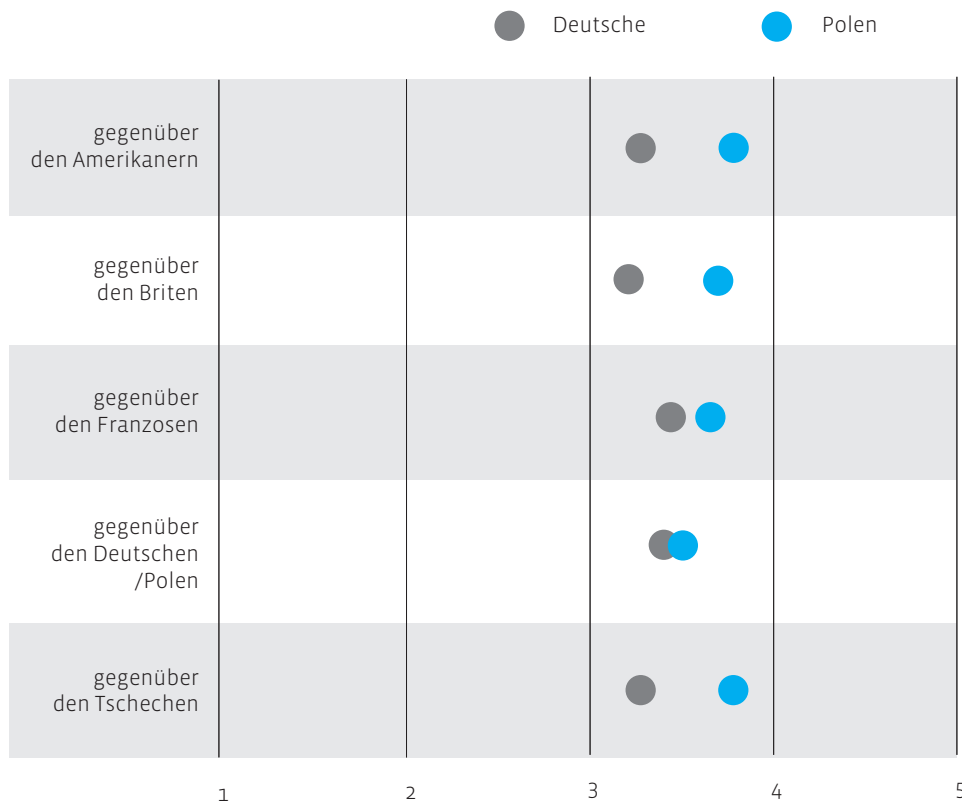 Deutsche Polen
gegenüber
den Amerikanern
gegenüber
den Briten
gegenüber
den Franzosen
gegenüber
den Deutschen
/Polen
gegenüber
den Tschechen
1 2 3 4 5